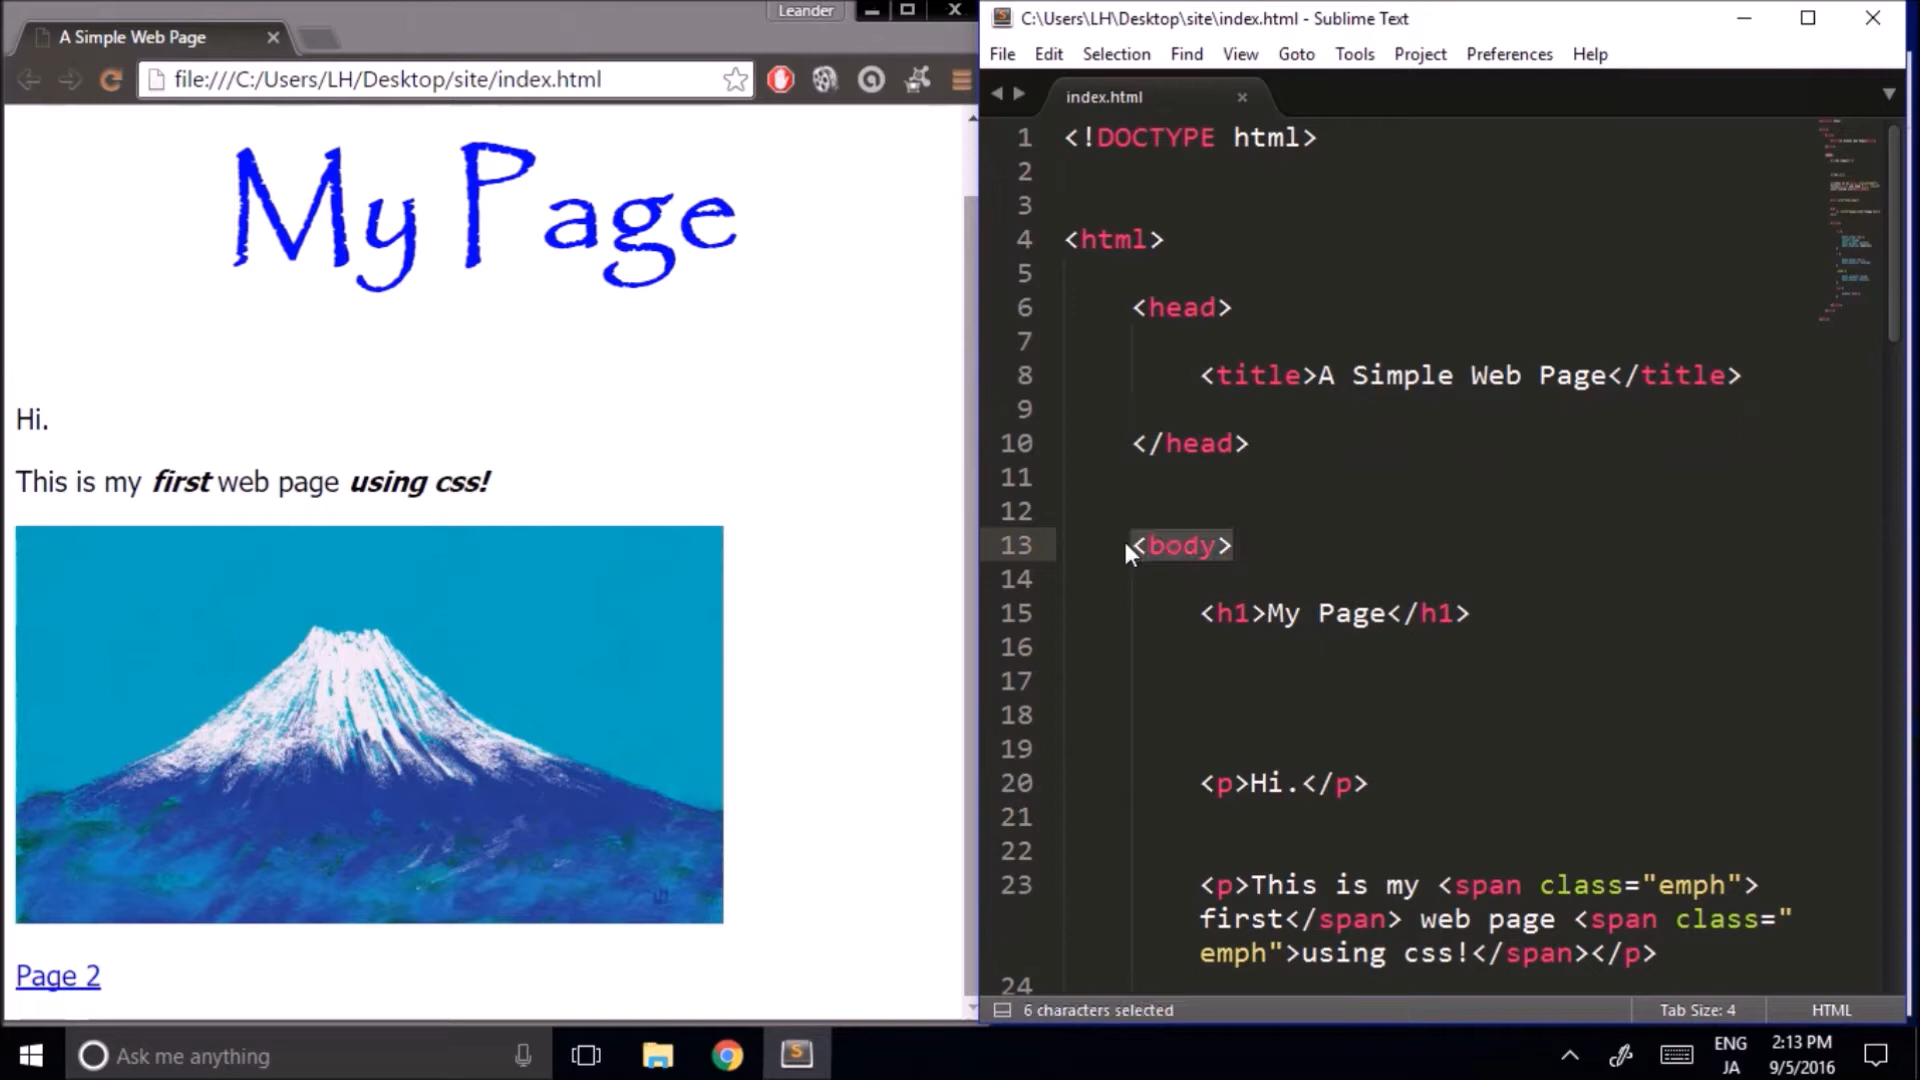 Leander
A Simple Web Page
file:///C:/Users/LH/Desktop/site/index.html
My Page
Hi.
This is my first web page using css!
Page 2
C:\Users\LH\Desktop\site\index.html - Sublime Text
File Edit Selection Find View Goto Tools Project Preferences Help
index.html
1 <!DOCTYPE html>
2
3
4 <html>
5
6 <head>
7
8 <title>A Simple Web Page</title>
9
10 </head>
11
12
13 <body>
14
15 <h1>My Page</h1>
16
17
18
19
20 <p>Hi.</p>
21
22
23 <p>This is my <span class="emph">
first</span> web page <span class="
emph">using css!</span></p>
24
6 characters selected Tab Size: 4 HTML
Ask me anything
ENG
JA
2:13 PM
9/5/2016